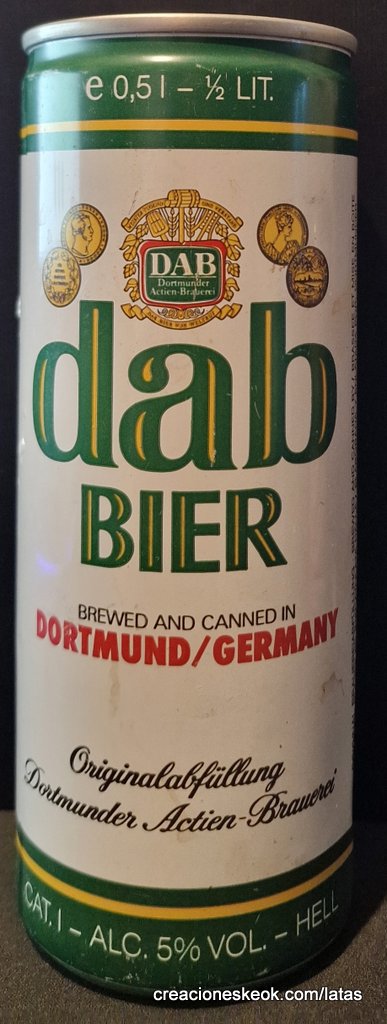 e 0,5 l – ½ LIT.
DAB
Dortmunder
Actien-Brauerei
dab
BIER
BREWED AND CANNED IN
DORTMUND/GERMANY
Originalabfüllung
Dortmunder Actien-Brauerei
CAT. I – ALC. 5% VOL. – HELL
creacioneskeok.com/latas